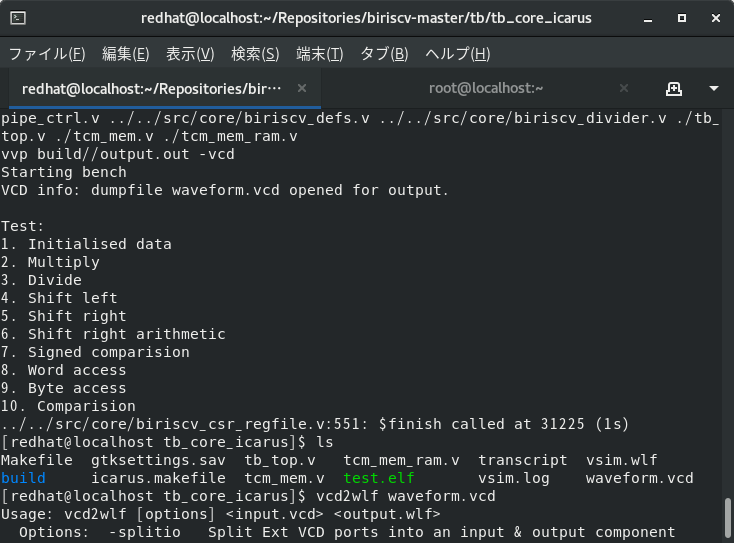 redhat@localhost:~/Repositories/biriscv-master/tb/tb_core_icarus
ファイル(F) 編集(E) 表示(V) 検索(S) 端末(T) タブ(B) ヘルプ(H)
redhat@localhost:~/Repositories/bir··· × root@localhost:~ ×
pipe_ctrl.v ../../src/core/biriscv_defs.v ../../src/core/biriscv_divider.v ./tb_
top.v ./tcm_mem.v ./tcm_mem_ram.v
vvp build//output.out -vcd
Starting bench
VCD info: dumpfile waveform.vcd opened for output.
Test:
1. Initialised data
2. Multiply
3. Divide
4. Shift left
5. Shift right
6. Shift right arithmetic
7. Signed comparision
8. Word access
9. Byte access
10. Comparision
../../src/core/biriscv_csr_regfile.v:551: $finish called at 31225 (1s)
[redhat@localhost tb_core_icarus]$ ls
Makefile gtksettings.sav tb_top.v tcm_mem_ram.v transcript vsim.wlf
build icarus.makefile tcm_mem.v test.elf vsim.log waveform.vcd
[redhat@localhost tb_core_icarus]$ vcd2wlf waveform.vcd
Usage: vcd2wlf [options] <input.vcd> <output.wlf>
Options: -splitio Split Ext VCD ports into an input & output component